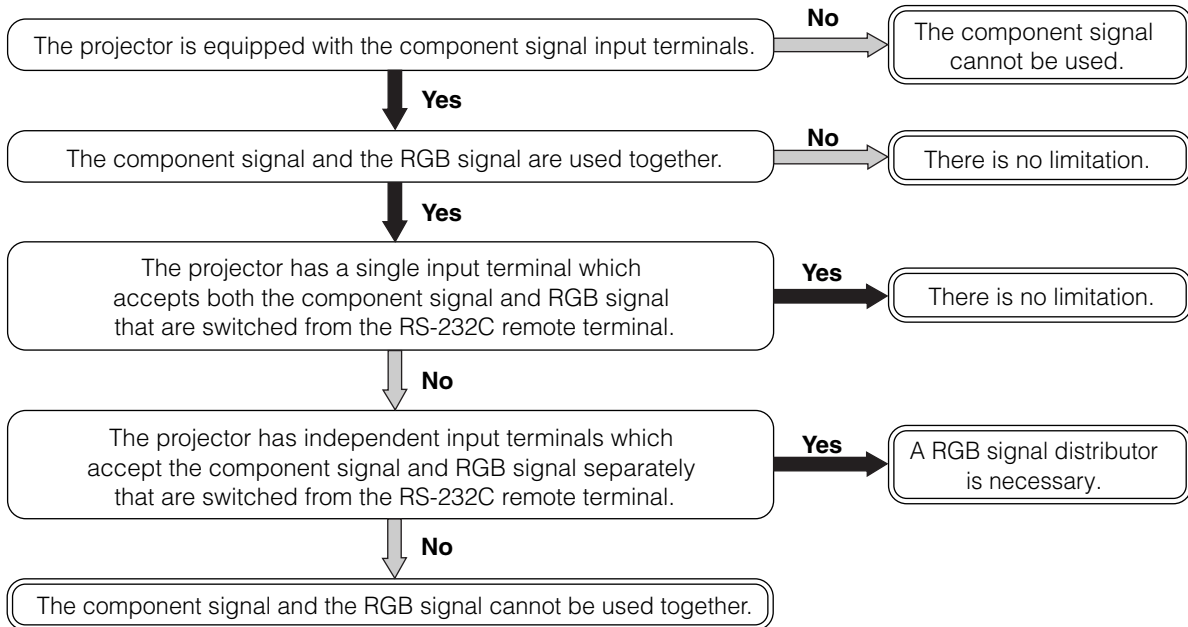 The projector is equipped with the component signal input terminals.
No
The component signal
cannot be used.
Yes
The component signal and the RGB signal are used together.
No
There is no limitation.
Yes
The projector has a single input terminal which
accepts both the component signal and RGB signal
that are switched from the RS-232C remote terminal.
Yes
There is no limitation.
No
The projector has independent input terminals which
accept the component signal and RGB signal separately
that are switched from the RS-232C remote terminal.
Yes
A RGB signal distributor
is necessary.
No
The component signal and the RGB signal cannot be used together.